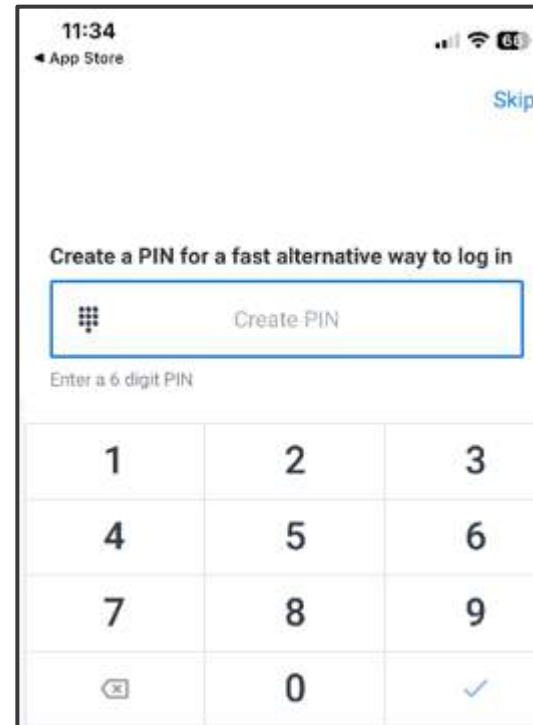 11:34
◀ App Store
66
Skip
Create a PIN for a fast alternative way to log in
Create PIN
Enter a 6 digit PIN
1 2 3
4 5 6
7 8 9
0